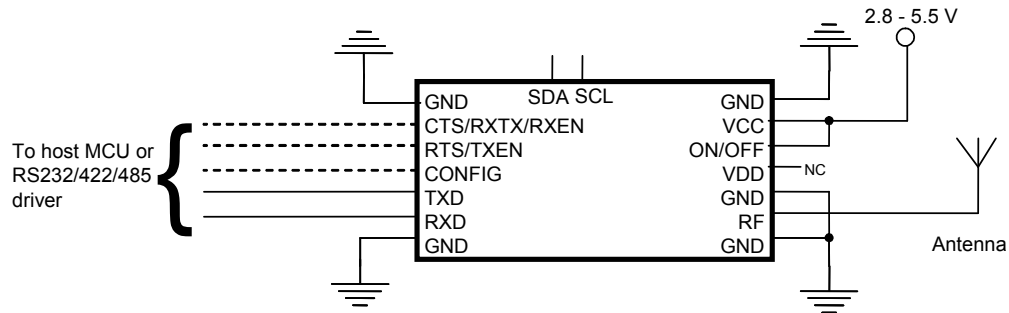 2.8 - 5.5 V
SDA SCL
GND
CTS/RXTX/RXEN
RTS/TXEN
CONFIG
TXD
RXD
GND
GND
VCC
ON/OFF
VDD
NC
GND
RF
GND
To host MCU or
RS232/422/485
driver
Antenna